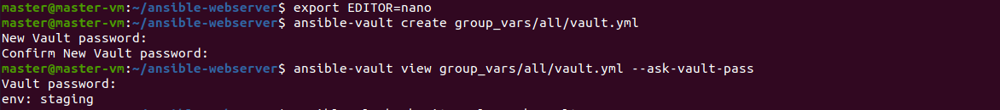 master@master-vm:~/ansible-webserver$ export EDITOR=nano
master@master-vm:~/ansible-webserver$ ansible-vault create group_vars/all/vault.yml
New Vault password:
Confirm New Vault password:
master@master-vm:~/ansible-webserver$ ansible-vault view group_vars/all/vault.yml --ask-vault-pass
Vault password:
env: staging